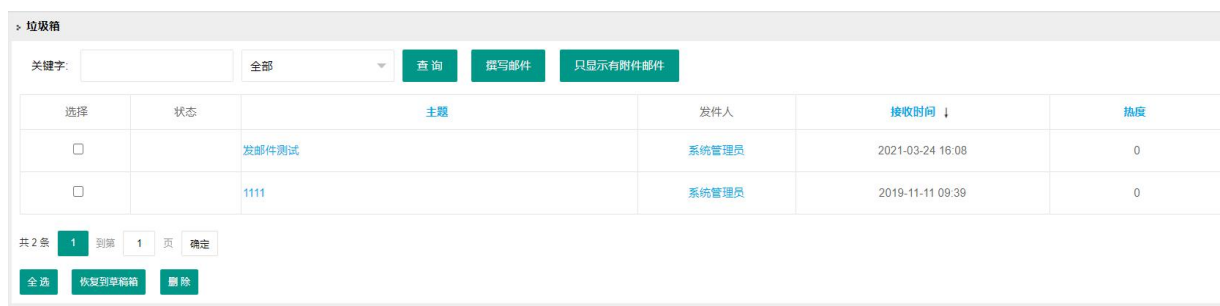 垃圾箱
关键字: 全部 查询 撰写邮件 只显示有附件邮件
选择 状态 主题 发件人 接收时间 ↓ 热度
发邮件测试 系统管理员 2021-03-24 16:08 0
1111 系统管理员 2019-11-11 09:39 0
共2条 1 到第 1 页 确定
全选 恢复到草稿箱 删除